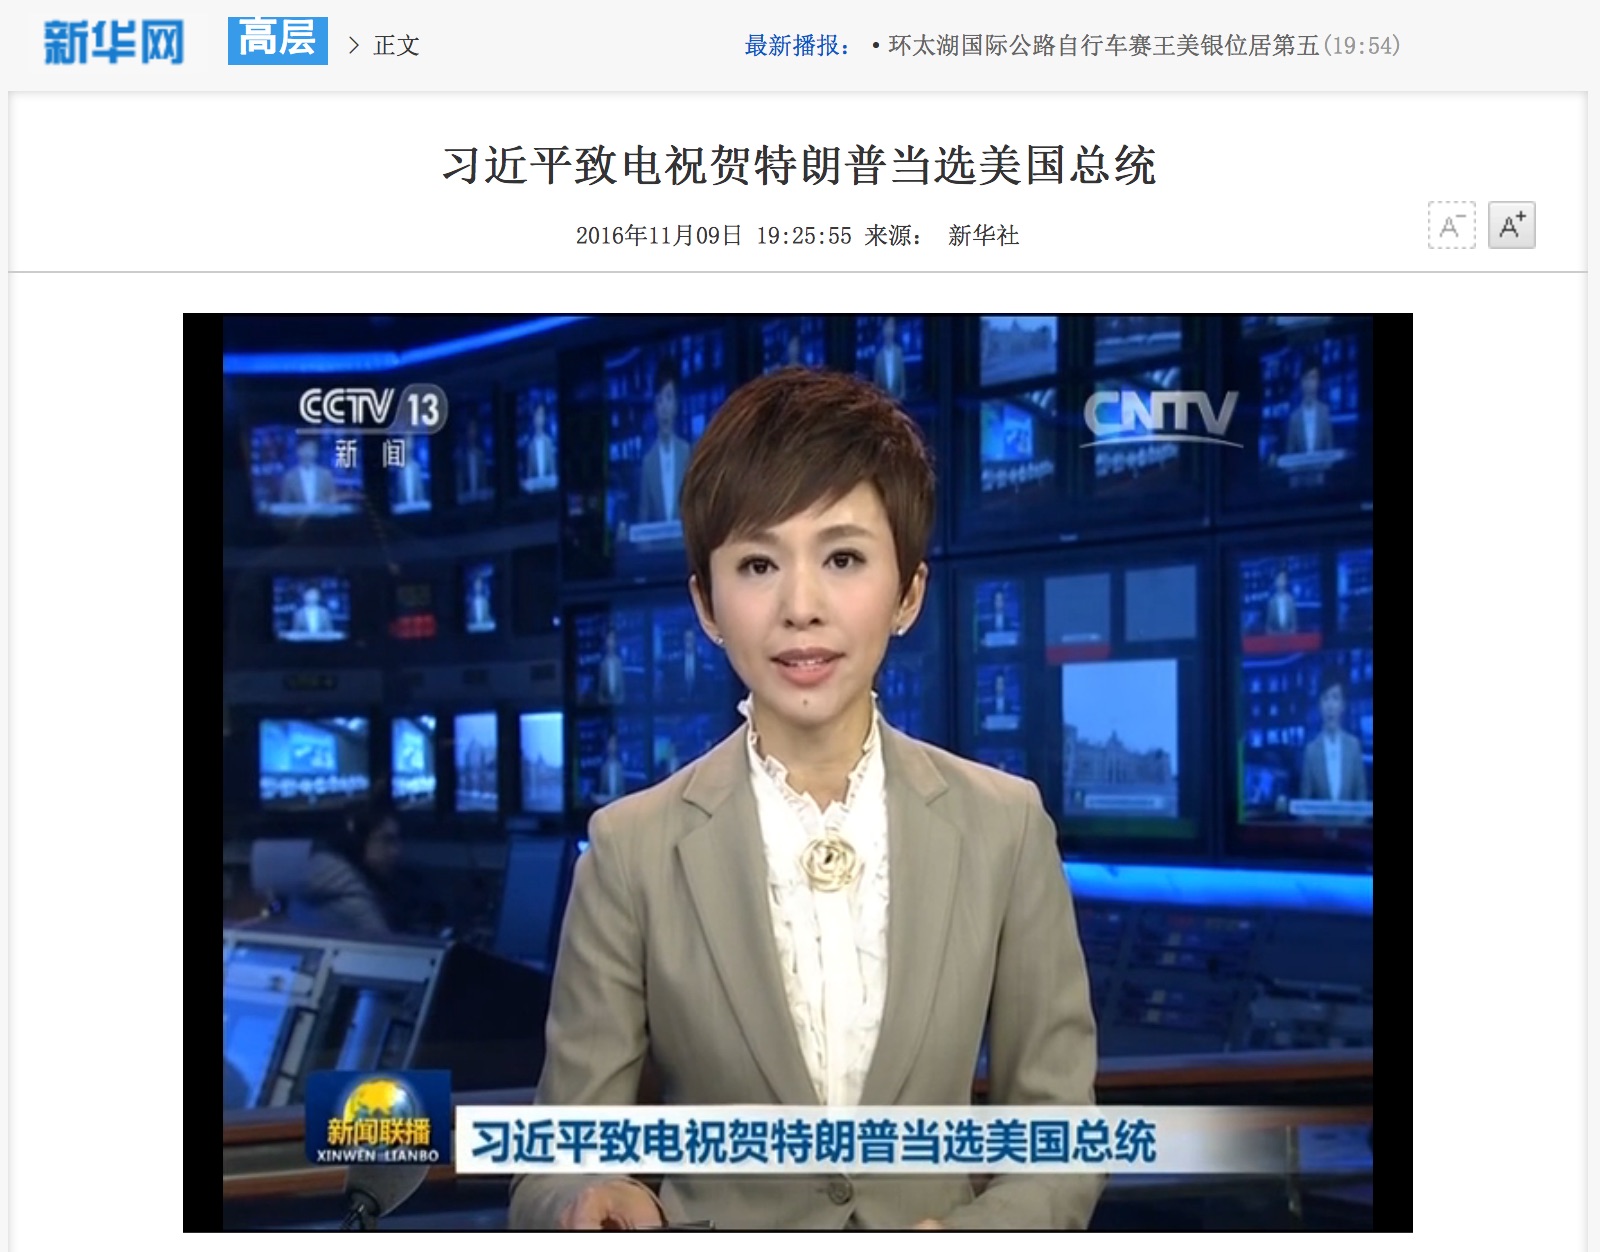 新华网 高层 > 正文 最新播报： • 环太湖国际公路自行车赛王美银位居第五(19:54)
习近平致电祝贺特朗普当选美国总统
2016年11月09日 19:25:55 来源： 新华社
A- A+
CCTV 13
新闻
CNTV
新闻联播
XINWEN LIANBO
习近平致电祝贺特朗普当选美国总统